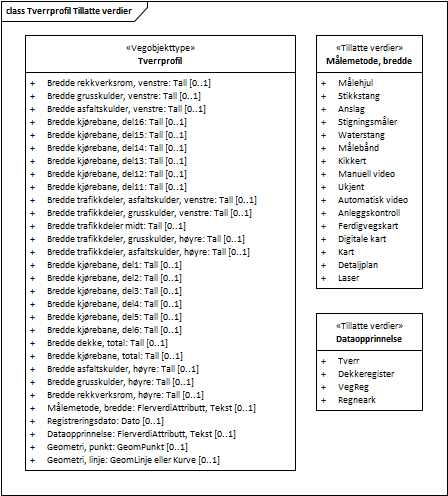 class Tverrprofil Tillatte verdier
«Vegobjekttype»
Tverrprofil
+ Bredde rekkverksrom, venstre: Tall [0..1]
+ Bredde grusskulder, venstre: Tall [0..1]
+ Bredde asfaltskulder, venstre: Tall [0..1]
+ Bredde kjørebane, del16: Tall [0..1]
+ Bredde kjørebane, del15: Tall [0..1]
+ Bredde kjørebane, del14: Tall [0..1]
+ Bredde kjørebane, del13: Tall [0..1]
+ Bredde kjørebane, del12: Tall [0..1]
+ Bredde kjørebane, del11: Tall [0..1]
+ Bredde trafikkdeler, asfaltskulder, venstre: Tall [0..1]
+ Bredde trafikkdeler, grusskulder, venstre: Tall [0..1]
+ Bredde trafikkdeler midt: Tall [0..1]
+ Bredde trafikkdeler, grusskulder, høyre: Tall [0..1]
+ Bredde trafikkdeler, asfaltskulder, høyre: Tall [0..1]
+ Bredde kjørebane, del1: Tall [0..1]
+ Bredde kjørebane, del2: Tall [0..1]
+ Bredde kjørebane, del3: Tall [0..1]
+ Bredde kjørebane, del4: Tall [0..1]
+ Bredde kjørebane, del5: Tall [0..1]
+ Bredde kjørebane, del6: Tall [0..1]
+ Bredde dekke, total: Tall [0..1]
+ Bredde kjørebane, total: Tall [0..1]
+ Bredde asfaltskulder, høyre: Tall [0..1]
+ Bredde grusskulder, høyre: Tall [0..1]
+ Bredde rekkverksrom, høyre: Tall [0..1]
+ Målemetode, bredde: FlerverdiAttributt, Tekst [0..1]
+ Registreringsdato: Dato [0..1]
+ Dataopprinnelse: FlerverdiAttributt, Tekst [0..1]
+ Geometri, punkt: GeomPunkt [0..1]
+ Geometri, linje: GeomLinje eller Kurve [0..1]
«Tillatte verdier»
Målemetode, bredde
+ Målehjul
+ Stikkstang
+ Anslag
+ Stigningsmåler
+ Waterstang
+ Målebånd
+ Kikkert
+ Manuell video
+ Ukjent
+ Automatisk video
+ Anleggskontroll
+ Ferdigvegskart
+ Digitale kart
+ Kart
+ Detaljplan
+ Laser
«Tillatte verdier»
Dataopprinnelse
+ Tverr
+ Dekkeregister
+ VegReg
+ Regneark